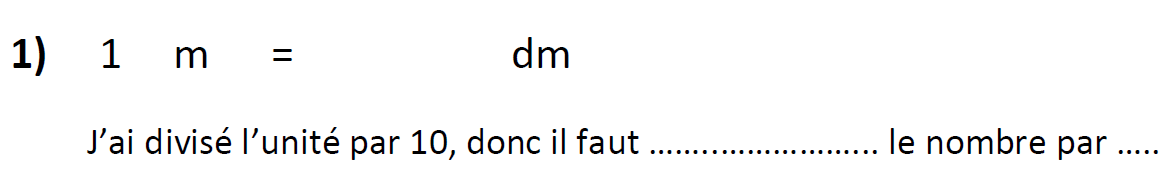 1) 1 m = dm
J’ai divisé l’unité par 10, donc il faut ……..………………... le nombre par …..